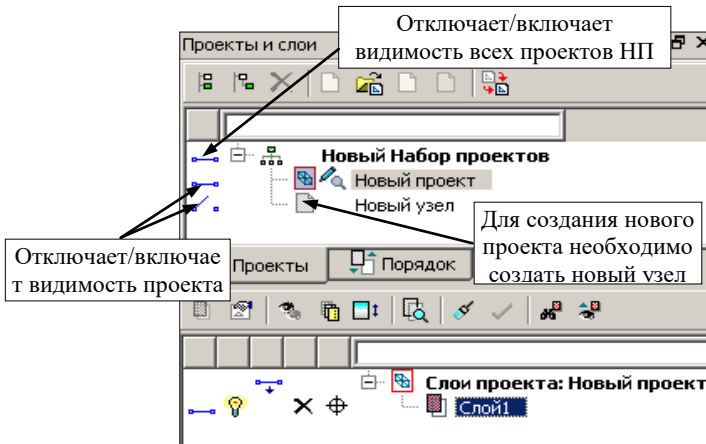 Отключает/включает
видимость всех проектов НП
Проекты и слои
Новый Набор проектов
Новый проект
Новый узел
Для создания нового
проекта необходимо
создать новый узел
Отключает/включае
т видимость проекта
Проекты
Порядок
Слои проекта: Новый проект
Слой1